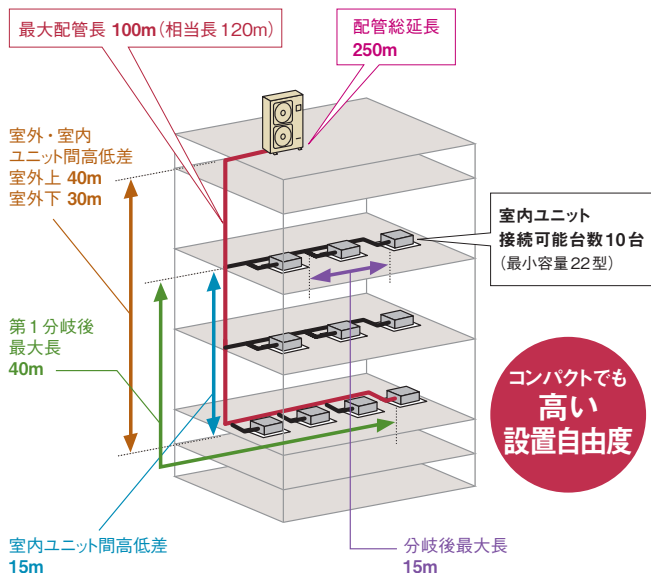 最大配管長 100m（相当長120m）
配管総延長
250m
室外・室内
ユニット間高低差
室外上 40m
室外下 30m
室内ユニット
接続可能台数10台
（最小容量22型）
第1分岐後
最大長
40m
コンパクトでも
高い
設置自由度
室内ユニット間高低差
15m
分岐後最大長
15m